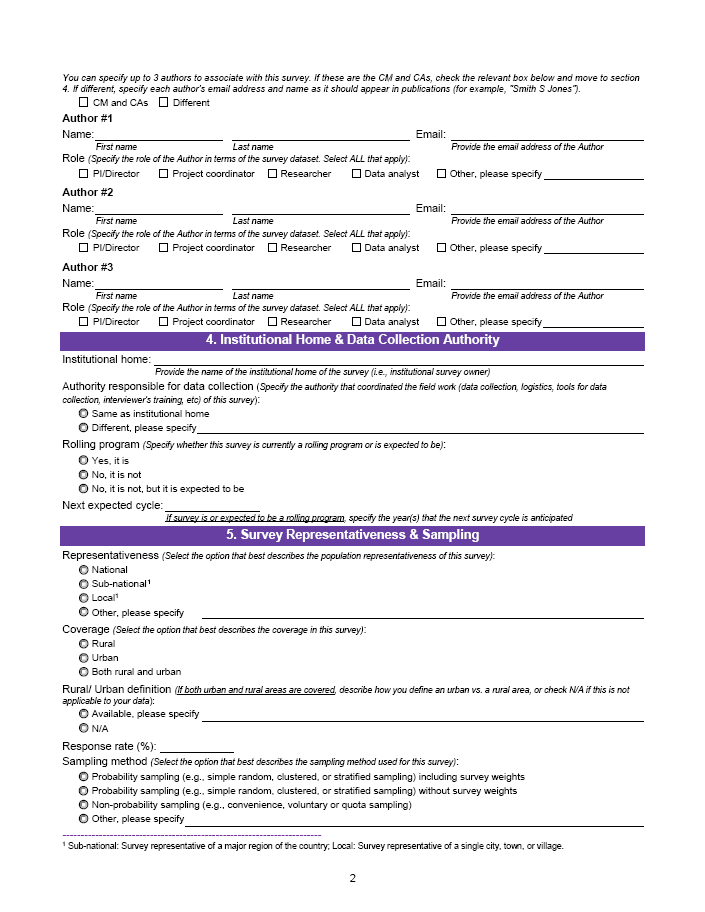 You can specify up to 3 authors to associate with this survey. If these are the CM and CAs, check the relevant box below and move to section
4. If different, specify each author's email address and name as it should appear in publications (for example, "Smith S Jones").
CM and CAs Different
Author #1
Name: Email:
First name Last name Provide the email address of the Author
Role (Specify the role of the Author in terms of the survey dataset. Select ALL that apply):
PI/Director Project coordinator Researcher Data analyst Other, please specify
Author #2
Name: Email:
First name Last name Provide the email address of the Author
Role (Specify the role of the Author in terms of the survey dataset. Select ALL that apply):
PI/Director Project coordinator Researcher Data analyst Other, please specify
Author #3
Name: Email:
First name Last name Provide the email address of the Author
Role (Specify the role of the Author in terms of the survey dataset. Select ALL that apply):
PI/Director Project coordinator Researcher Data analyst Other, please specify
4. Institutional Home & Data Collection Authority
Institutional home:
Provide the name of the institutional home of the survey (i.e., institutional survey owner)
Authority responsible for data collection (Specify the authority that coordinated the field work (data collection, logistics, tools for data
collection, interviewer's training, etc) of this survey):
Same as institutional home
Different, please specify
Rolling program (Specify whether this survey is currently a rolling program or is expected to be):
Yes, it is
No, it is not
No, it is not, but it is expected to be
Next expected cycle:
If survey is or expected to be a rolling program, specify the year(s) that the next survey cycle is anticipated
5. Survey Representativeness & Sampling
Representativeness (Select the option that best describes the population representativeness of this survey):
National
Sub-national¹
Local¹
Other, please specify
Coverage (Select the option that best describes the coverage in this survey):
Rural
Urban
Both rural and urban
Rural/ Urban definition (If both urban and rural areas are covered, describe how you define an urban vs. a rural area, or check N/A if this is not
applicable to your data):
Available, please specify
N/A
Response rate (%):
Sampling method (Select the option that best describes the sampling method used for this survey):
Probability sampling (e.g., simple random, clustered, or stratified sampling) including survey weights
Probability sampling (e.g., simple random, clustered, or stratified sampling) without survey weights
Non-probability sampling (e.g., convenience, voluntary or quota sampling)
Other, please specify
¹ Sub-national: Survey representative of a major region of the country; Local: Survey representative of a single city, town, or village.
2